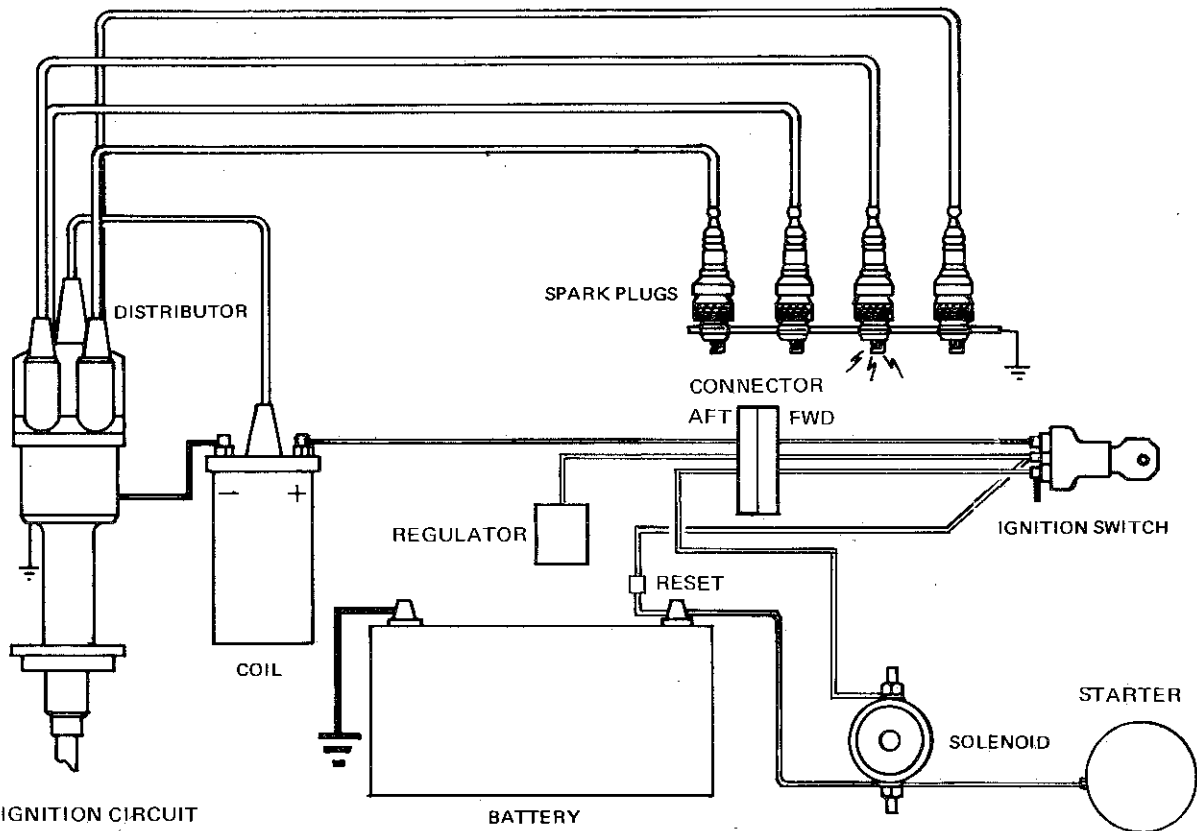 DISTRIBUTOR
SPARK PLUGS
CONNECTOR
AFT FWD
- +
REGULATOR
IGNITION SWITCH
RESET
COIL
STARTER
SOLENOID
IGNITION CIRCUIT
BATTERY